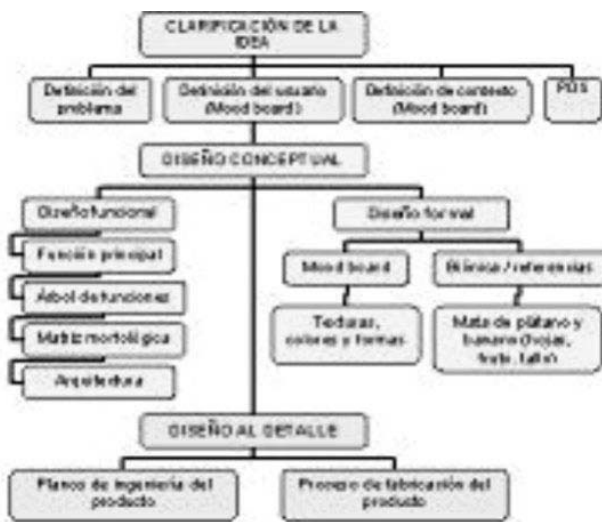 CLARIFICACIÓN DE LA
IDEA
Definición del
problema
Definición del usuario
(Mood board)
Definición de contexto
(Mood board)
PDS
DISEÑO CONCEPTUAL
Diseño funcional
Función principal
Árbol de funciones
Matriz morfológica
Arquitectura
Diseño formal
Mood board
Texturas,
colores y formas
Biónica / referencias
Mata de plátano y
banano (hojas,
fruto, tallo)
DISEÑO AL DETALLE
Planos de ingeniería del
producto
Proceso de fabricación del
producto